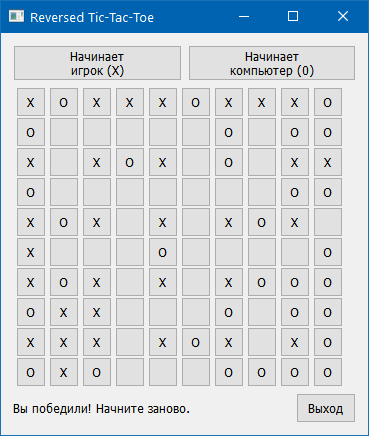 Reversed Tic-Tac-Toe
Начинает
игрок (X)
Начинает
компьютер (0)
X O X X X O X X X O
O O O O
X X O X O X X
O O O
X O X X X O X
X O O
X O X X X O O O
O X X O O
X X X X O X X
O X O O O O O
Вы победили! Начните заново.
Выход